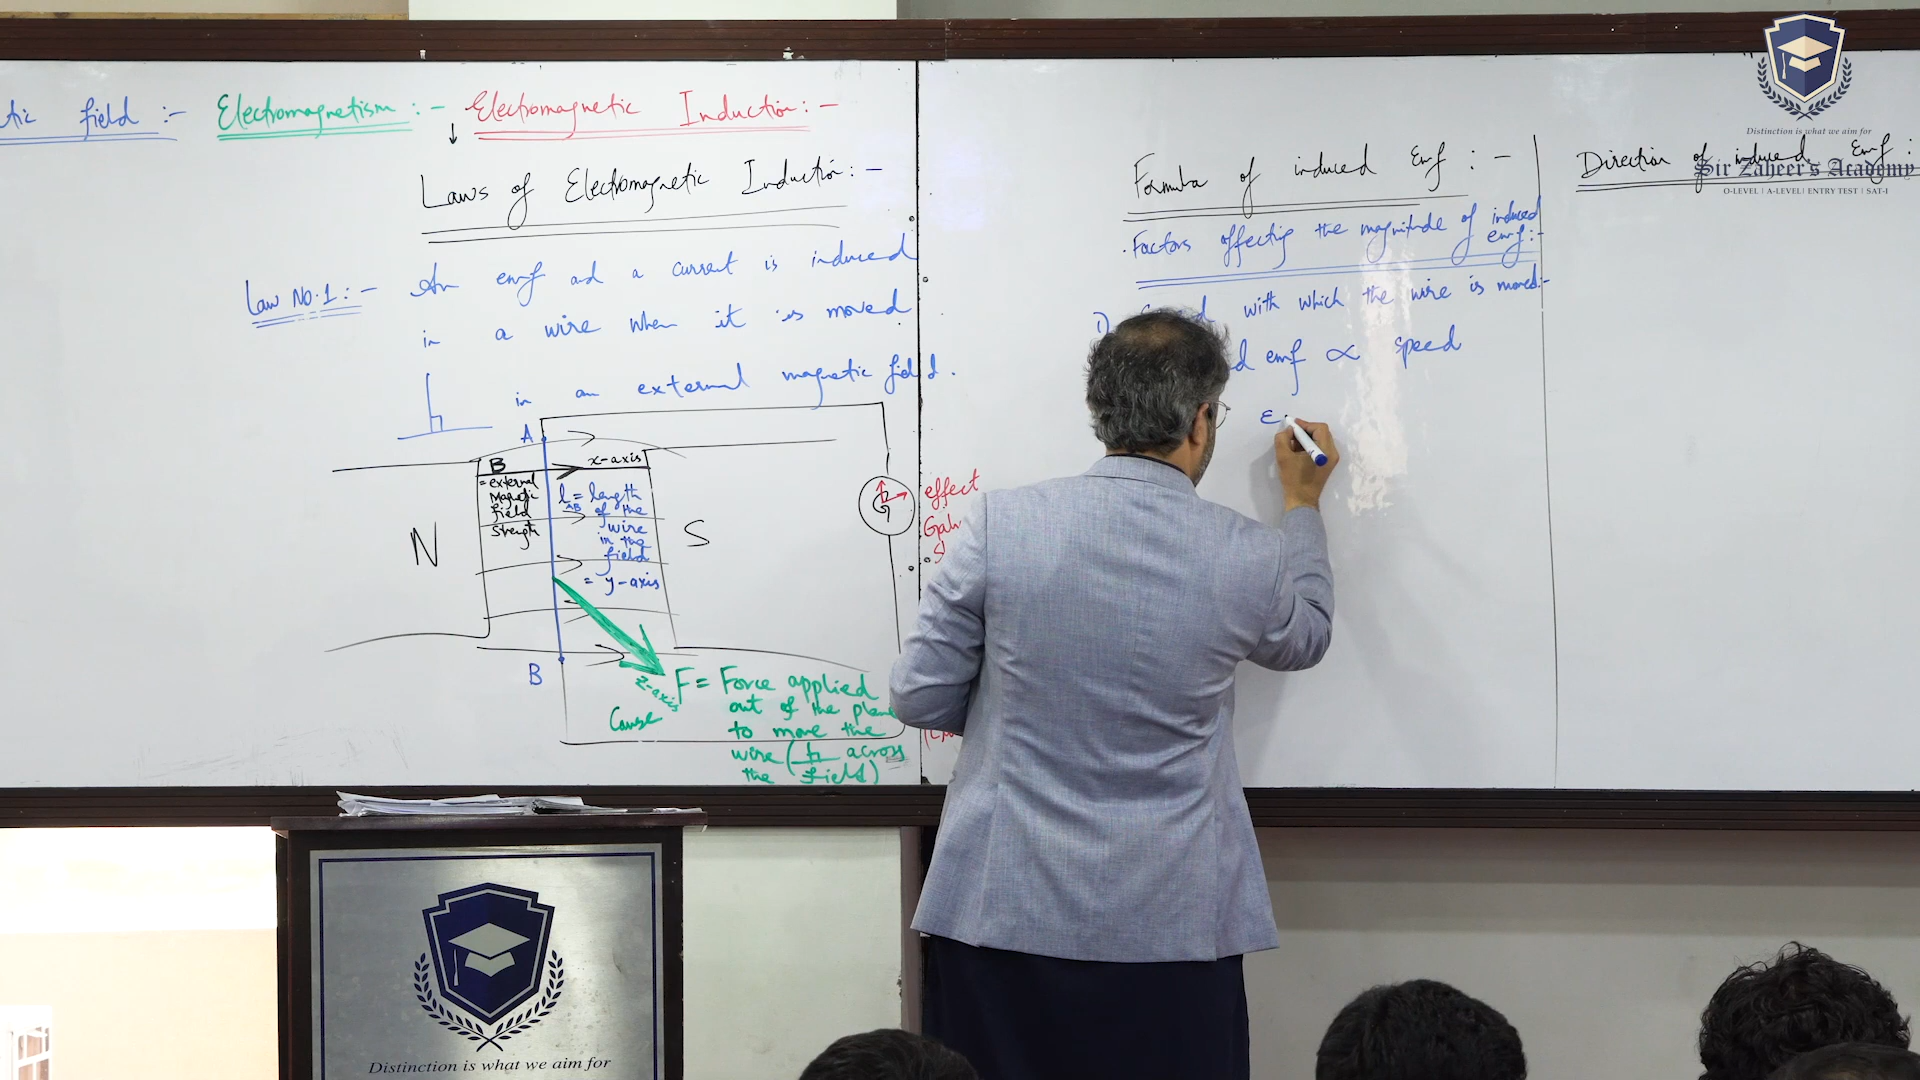 tic field :-
Electromagnetism :-
Electromagnetic Induction :-
Laws of Electromagnetic Induction :-
Law No. 1 :- An emf ad a current is induced
in a wire when it is moved
in an external magnetic field.
A
B
x-axis
= external
Magnetic
field
strength
l = length
AB
of the
wire
in the
field
= y-axis
N
S
G
effect
Galv
B
z-axis
Cause
F = Force applied
out of the plane
to move the
wire ( across
the field)
Formula of induced Emf :-
. Factors affecting the magnitude of induced
emf :-
1) with which the wire is moved :-
d emf ∝ speed
ε
Direction of induced Emf :
Distinction is what we aim for
Sir Zaheer's Academy
O-LEVEL | A-LEVEL | ENTRY TEST | SAT-I
Distinction is what we aim for